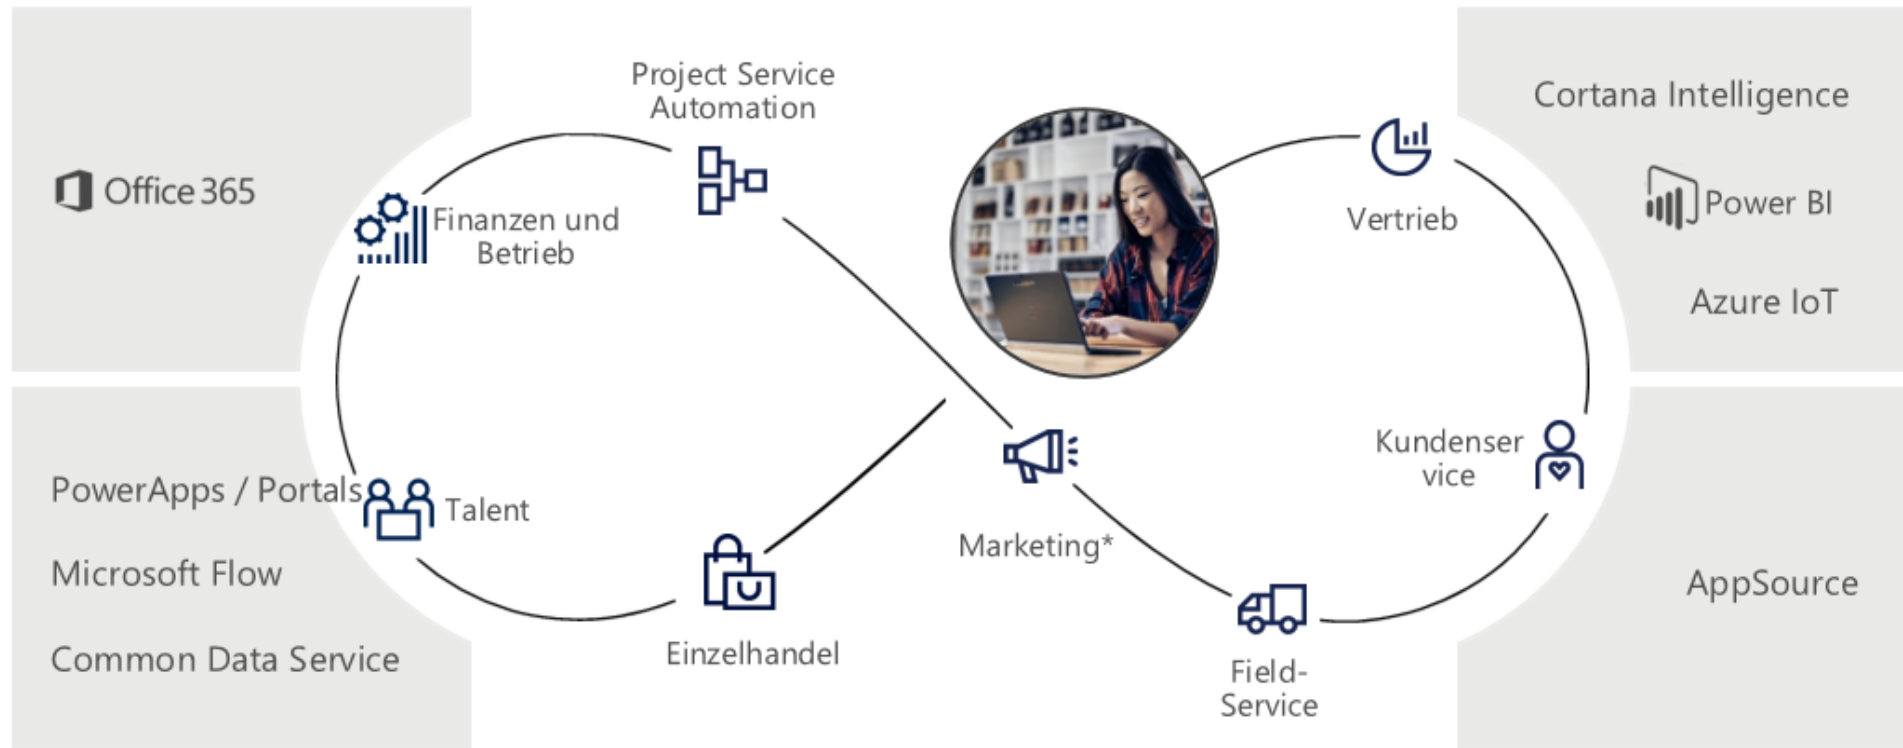 Office 365
PowerApps / Portals
Microsoft Flow
Common Data Service
Project Service
Automation
Finanzen und
Betrieb
Talent
Einzelhandel
Marketing*
Vertrieb
Kundenser
vice
Field-
Service
Cortana Intelligence
Power BI
Azure IoT
AppSource